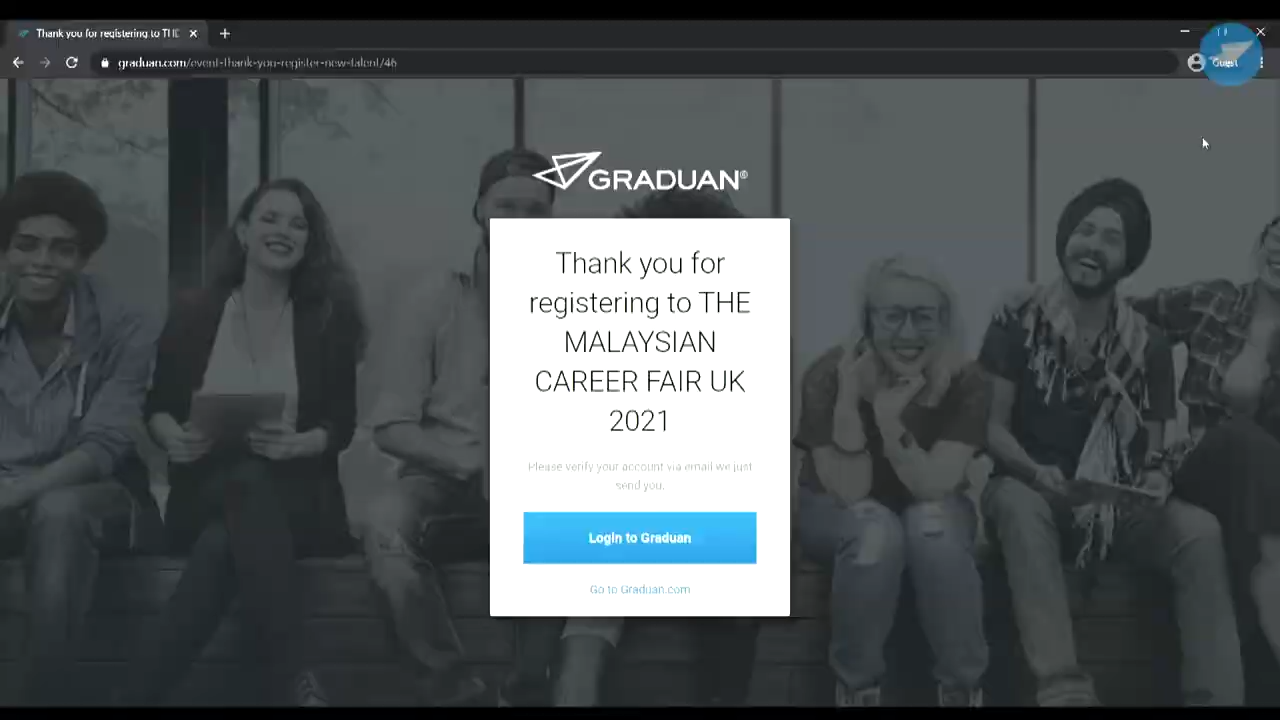 Thank you for registering to THE
graduan.com/event-thank-you-register-new-talent/46
Guest
GRADUAN®
Thank you for
registering to THE
MALAYSIAN
CAREER FAIR UK
2021
Please verify your account via email we just
send you.
Login to Graduan
Go to Graduan.com